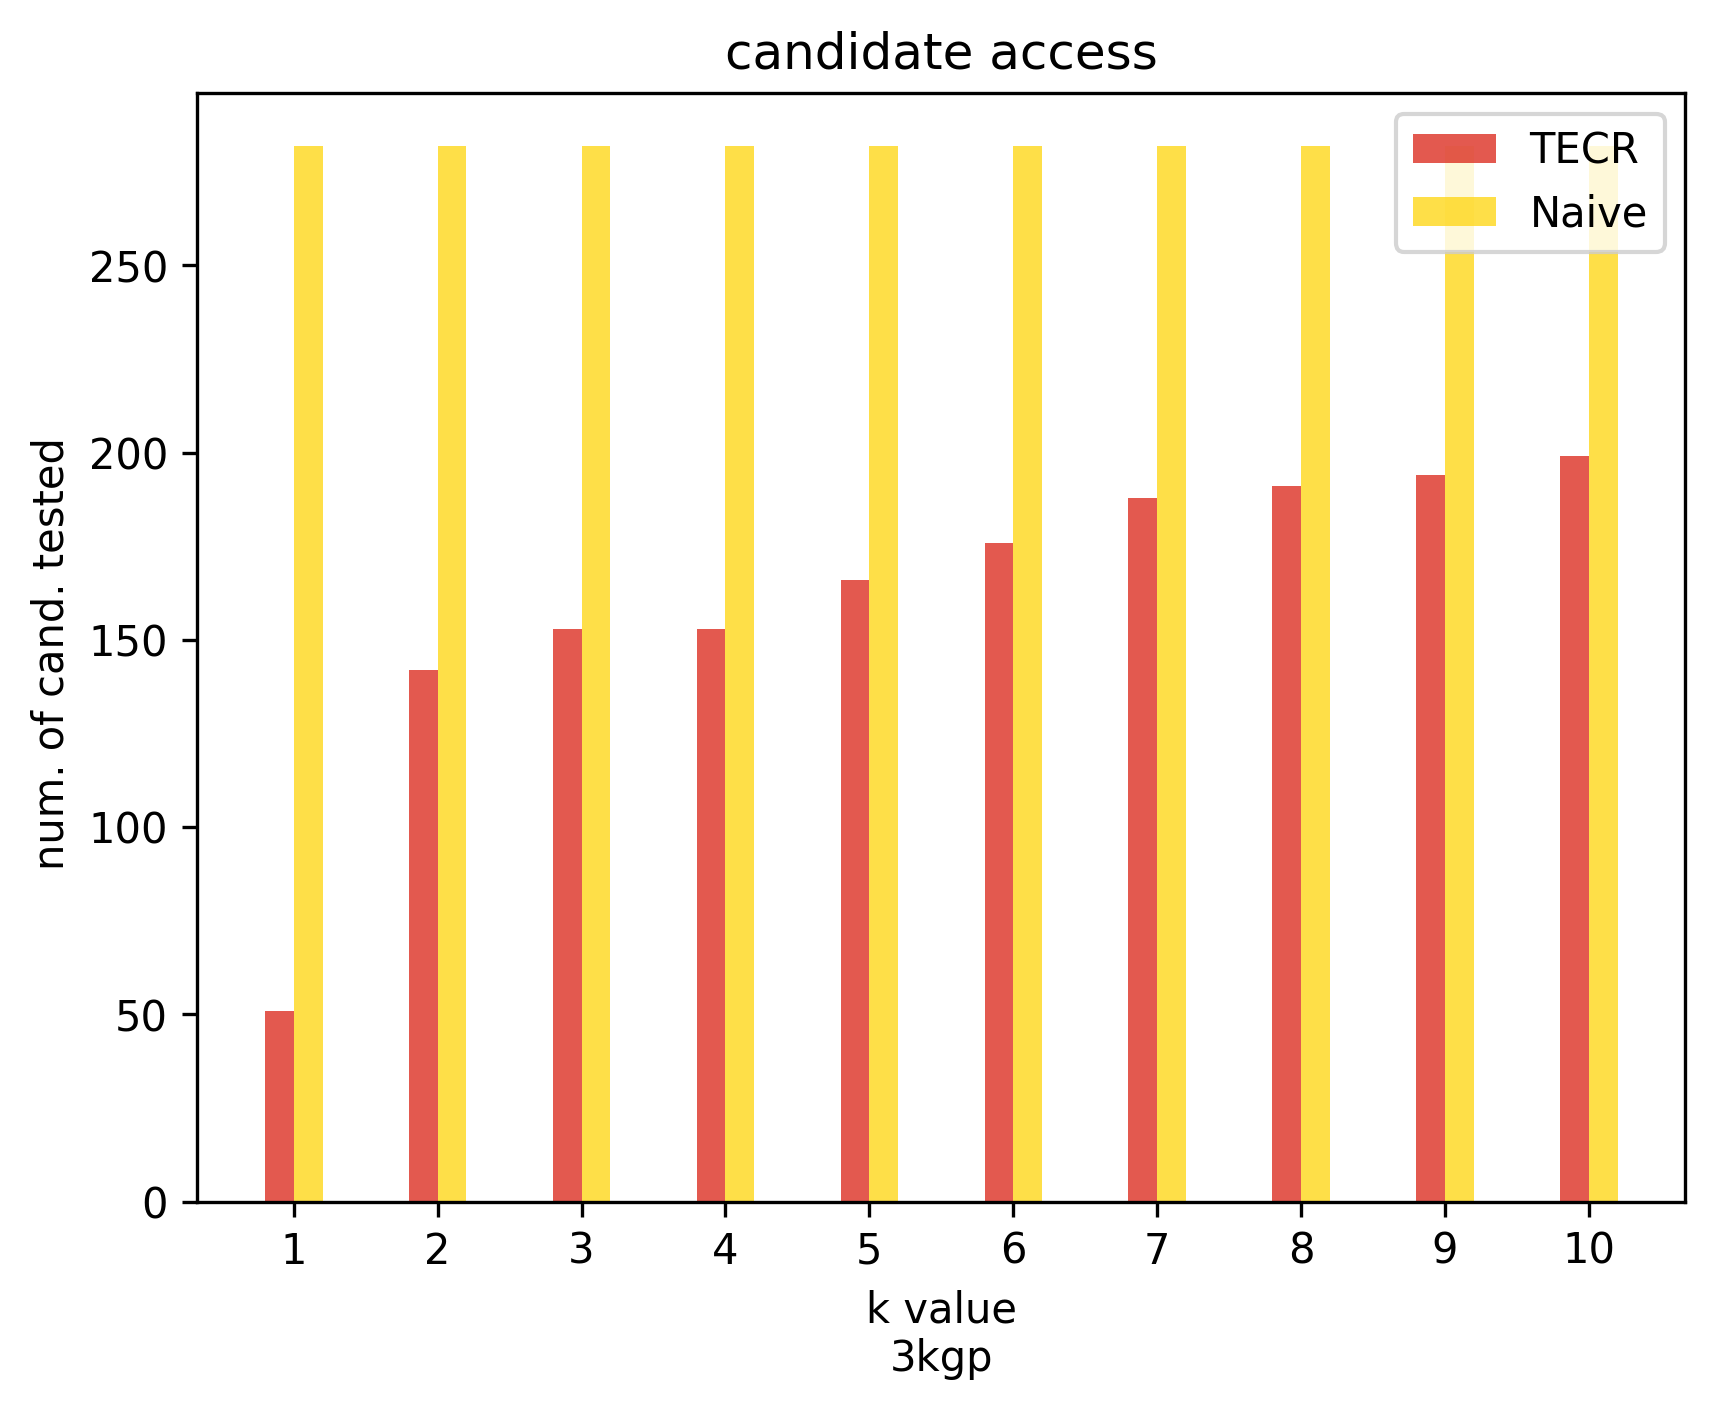 candidate access
TECR
Naive
num. of cand. tested
250
200
150
100
50
0
1 2 3 4 5 6 7 8 9 10
k value
3kgp